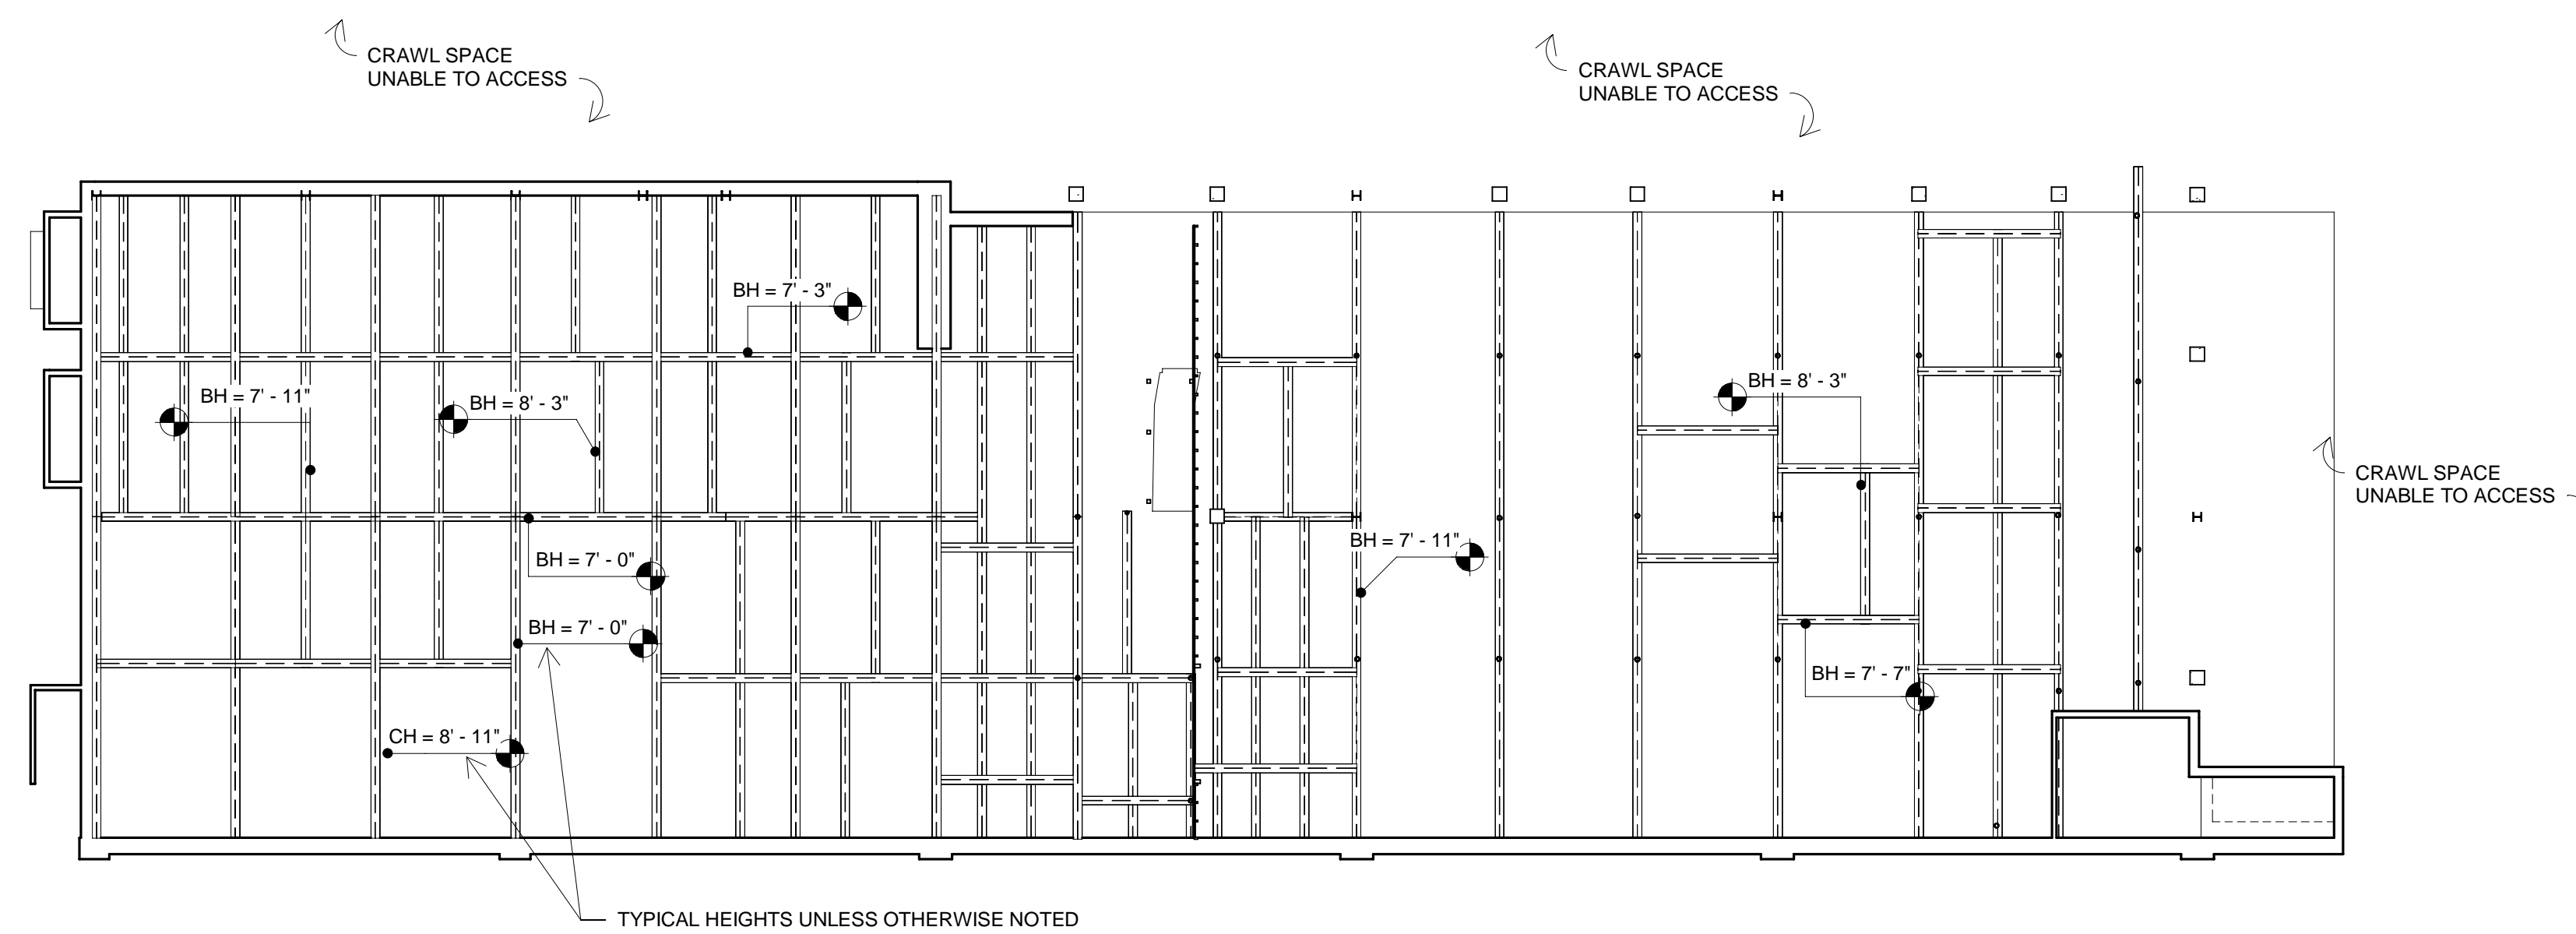 CRAWL SPACE
UNABLE TO ACCESS
CRAWL SPACE
UNABLE TO ACCESS
BH = 7' - 3"
BH = 7' - 11"
BH = 8' - 3"
BH = 8' - 3"
CRAWL SPACE
UNABLE TO ACCESS
BH = 7' - 0"
BH = 7' - 11"
BH = 7' - 0"
BH = 7' - 7"
CH = 8' - 11"
TYPICAL HEIGHTS UNLESS OTHERWISE NOTED